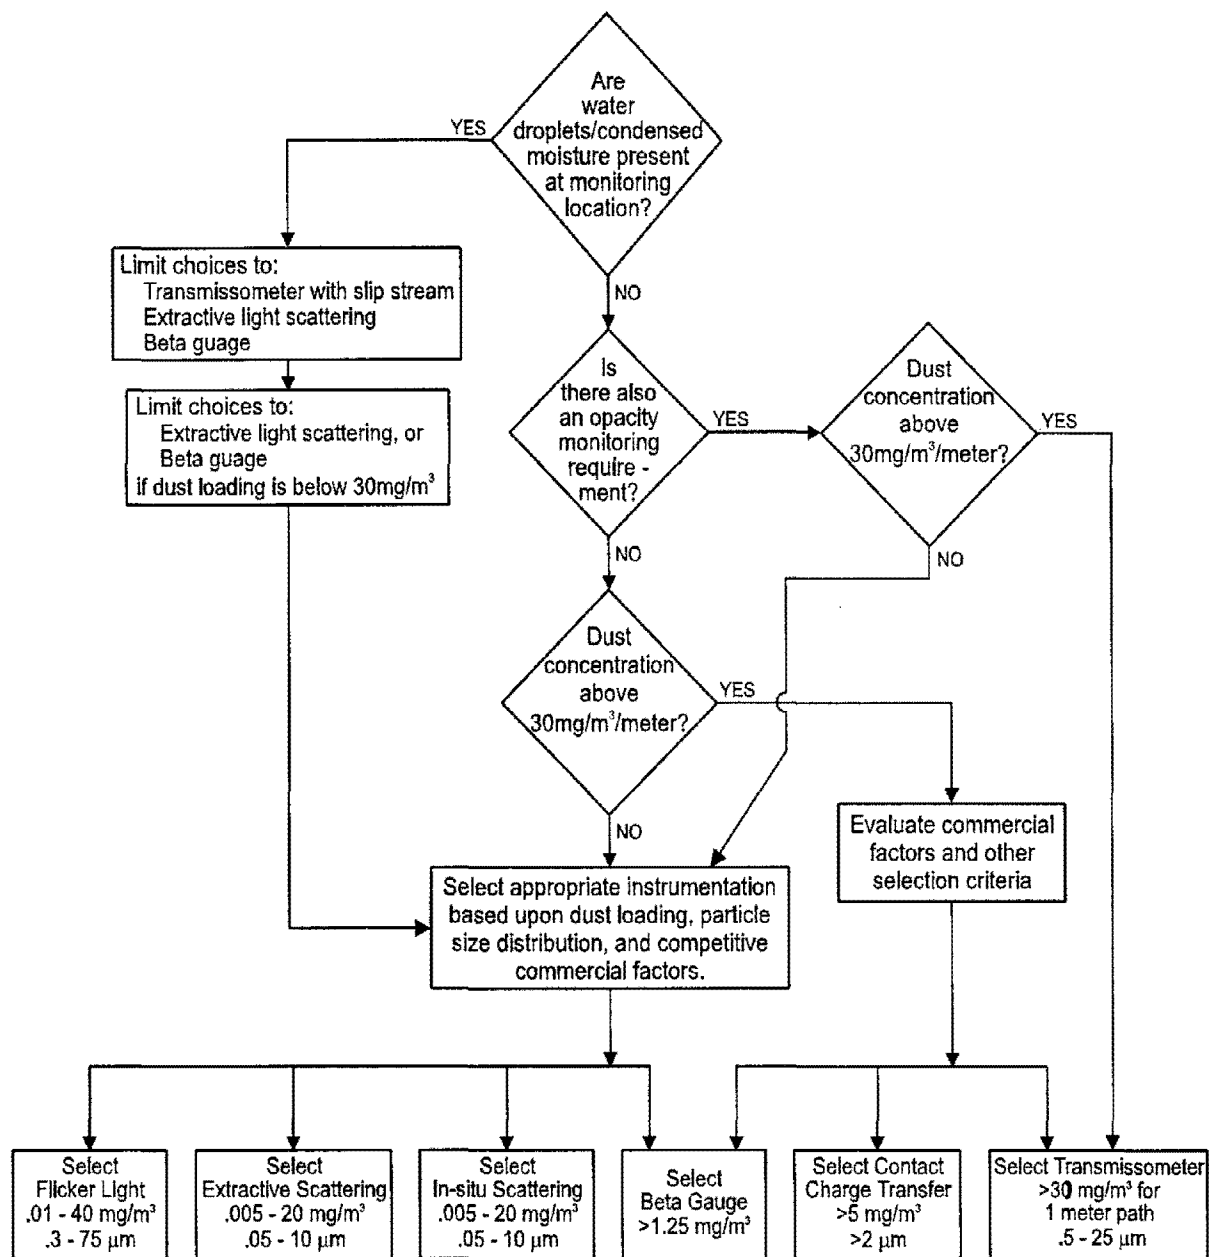 Are
water
droplets/condensed
moisture present
at monitoring
location?
YES
NO
Limit choices to:
Transmissometer with slip stream
Extractive light scattering
Beta guage
Limit choices to:
Extractive light scattering, or
Beta guage
if dust loading is below 30mg/m³
Is
there also
an opacity
monitoring
require -
ment?
YES
NO
Dust
concentration
above
30mg/m³/meter?
YES
NO
Dust
concentration
above
30mg/m³/meter?
YES
NO
Evaluate commercial
factors and other
selection criteria
Select appropriate instrumentation
based upon dust loading, particle
size distribution, and competitive
commercial factors.
Select
Flicker Light
.01 - 40 mg/m³
.3 - 75 µm
Select
Extractive Scattering
.005 - 20 mg/m³
.05 - 10 µm
Select
In-situ Scattering
.005 - 20 mg/m³
.05 - 10 µm
Select
Beta Gauge
>1.25 mg/m³
Select Contact
Charge Transfer
>5 mg/m³
>2 µm
Select Transmissometer
>30 mg/m³ for
1 meter path
.5 - 25 µm